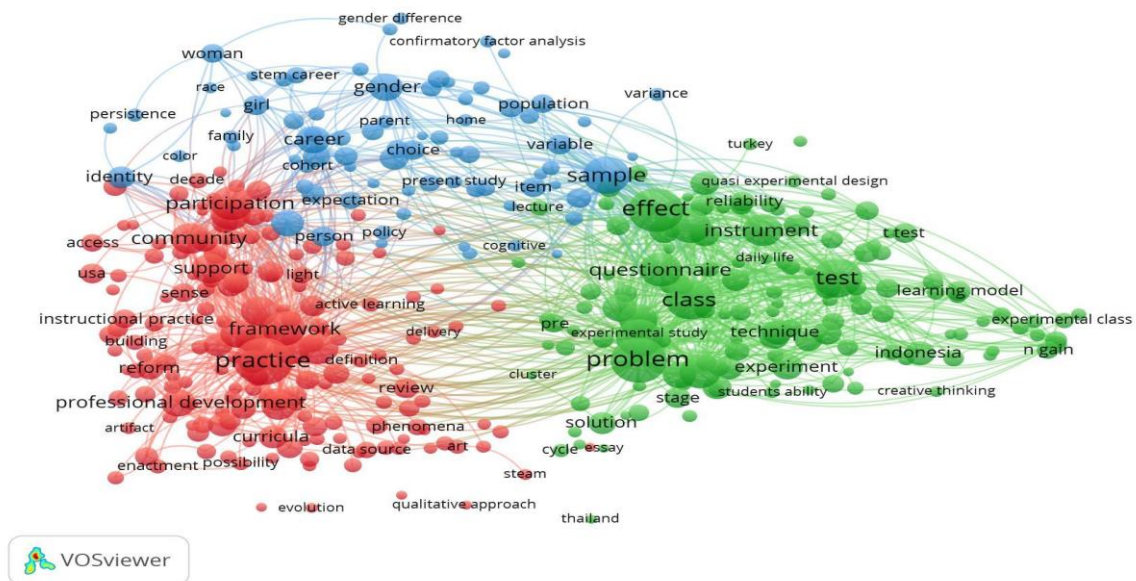 gender difference
confirmatory factor analysis
woman
stem career
race
gender
variance
persistence
girl
population
parent
home
family
career
variable
turkey
color
choice
cohort
identity
decade
present study
sample
quasi experimental design
item
participation
expectation
lecture
effect
reliability
access
community
person
policy
instrument
t test
cognitive
daily life
usa
support
light
questionnaire
test
sense
active learning
class
learning model
instructional practice
framework
delivery
pre
experimental study
technique
experimental class
building
n gain
reform
practice
definition
problem
indonesia
cluster
experiment
review
professional development
stage
students ability
creative thinking
artifact
phenomena
solution
curricula
data source
art
cycle
essay
enactment
possibility
steam
evolution
qualitative approach
thailand
VOSviewer